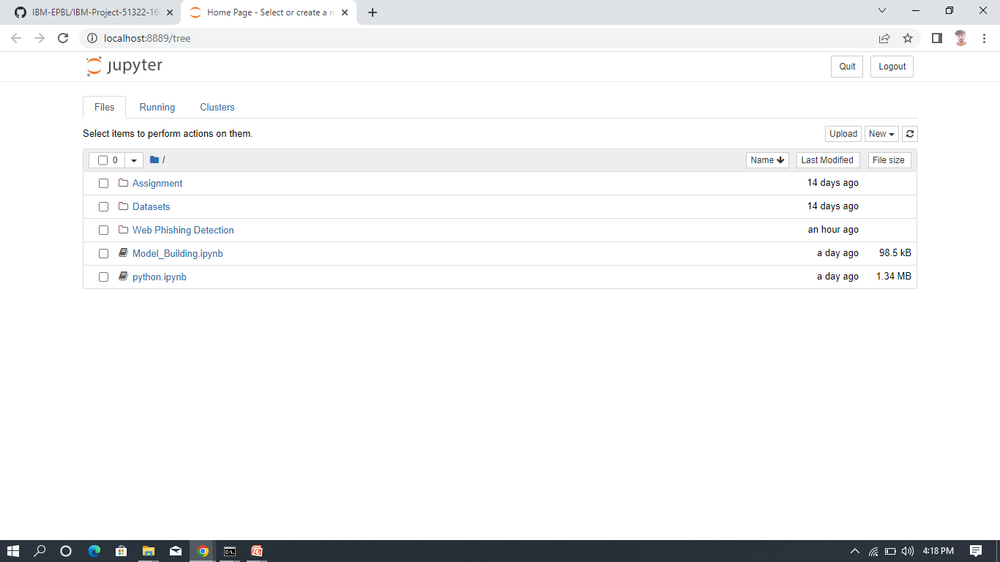 IBM-EPBL/IBM-Project-51322-16
Home Page - Select or create a n
localhost:8889/tree
jupyter
Quit
Logout
Files
Running
Clusters
Select items to perform actions on them.
Upload
New
0
/
Name
Last Modified
File size
Assignment
14 days ago
Datasets
14 days ago
Web Phishing Detection
an hour ago
Model_Building.ipynb
a day ago
98.5 kB
python.ipynb
a day ago
1.34 MB
4:18 PM